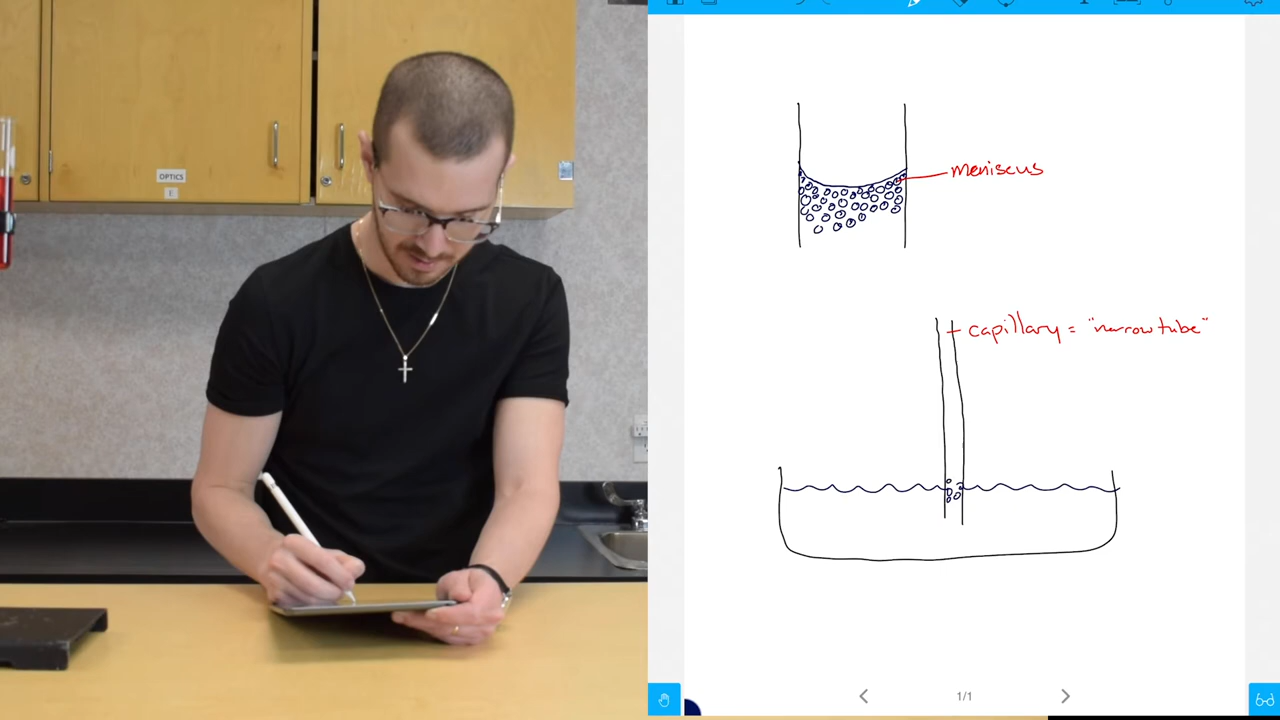 OPTICS
E
meniscus
capillary = "narrow tube"
1/1